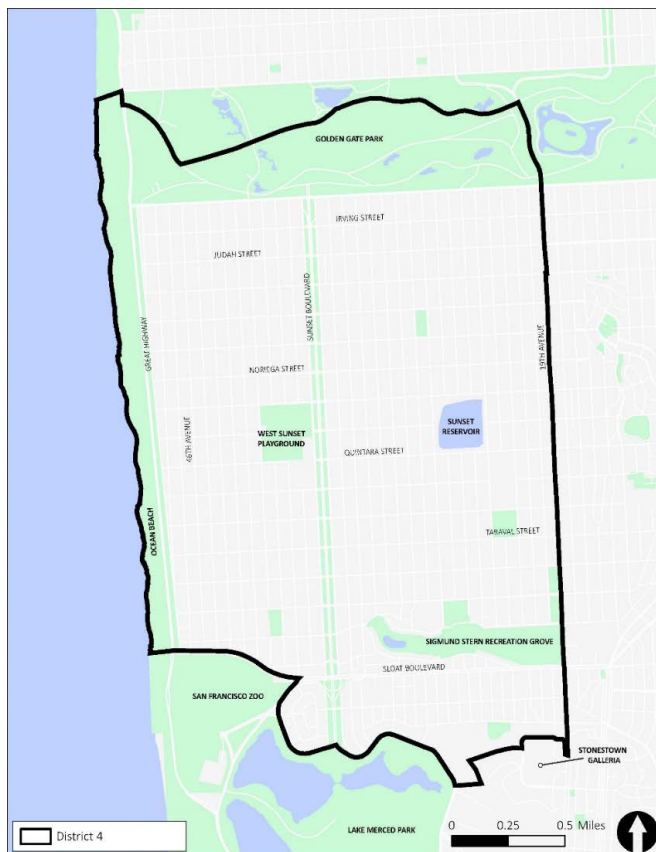 GOLDEN GATE PARK
IRVING STREET
JUDAH STREET
SUNSET BOULEVARD
GREAT HIGHWAY
19TH AVENUE
NORIEGA STREET
46TH AVENUE
WEST SUNSET
PLAYGROUND
SUNSET
RESERVOIR
QUINTARA STREET
OCEAN BEACH
TARAVAL STREET
SIGMUND STERN RECREATION GROVE
SLOAT BOULEVARD
SAN FRANCISCO ZOO
STONESTOWN
GALLERIA
LAKE MERCED PARK
District 4
0 0.25 0.5 Miles